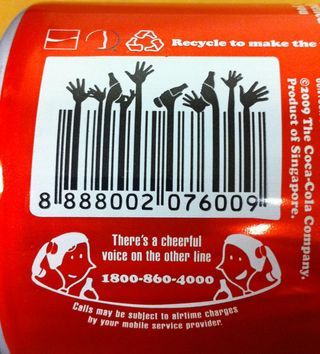 Recycle to make the
8 888002 076009
©2009 The Coca-Cola Company.
Product of Singapore.
There's a cheerful
voice on the other line
1800-860-4000
Calls may be subject to airtime charges
by your mobile service provider.